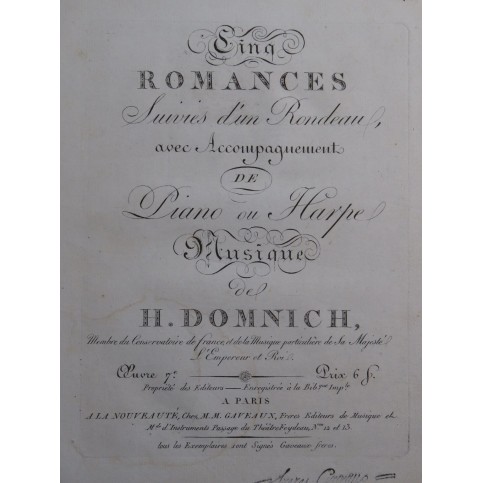 Cinq
ROMANCES
Suivies d'un Rondeau,
avec Accompagnement
DE
Piano ou Harpe
Musique
de
H. DOMNICH,
Membre du Conservatoire de france, et de la Musique particulière de Sa Majesté
L'Empereur et Roi.
Œuvre 7.e Prix 6 f.
Propriété des Editeurs — Enregistrée à la Bib.que Imp.le
A PARIS
A LA NOUVEAUTÉ, Chez M.M. GAVEAUX, Freres Editeurs de Musique et
M.ds d'Instruments Passage du Théâtre Feydeau, N.os 12 et 13.
tous les Exemplaires sont Signés Gaveaux freres.